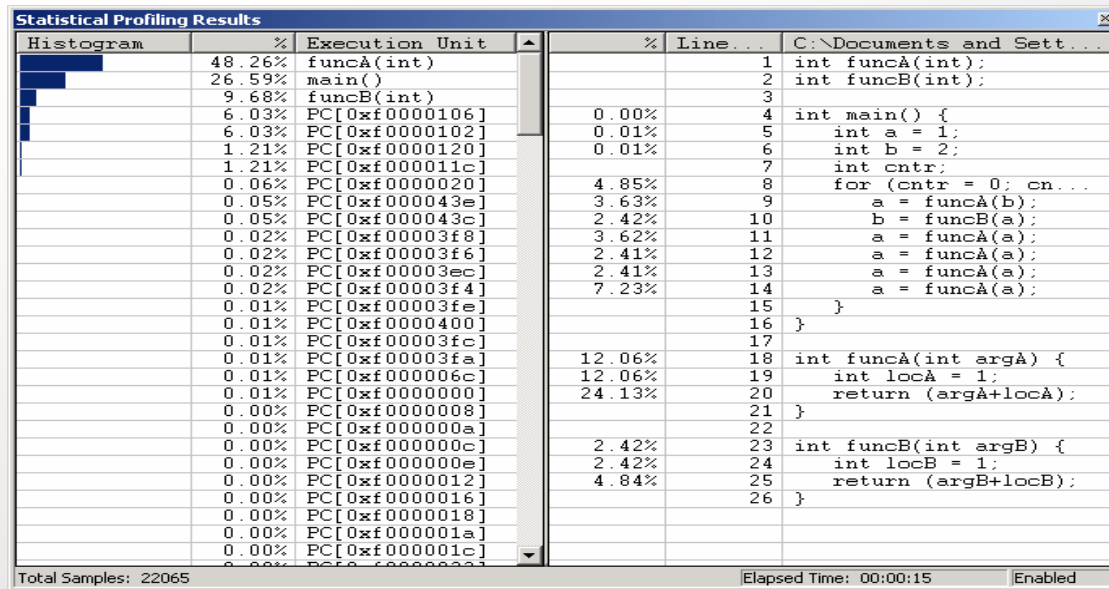 Statistical Profiling Results
Histogram % Execution Unit
48.26% funcA(int)
26.59% main()
9.68% funcB(int)
6.03% PC[0xf0000106]
6.03% PC[0xf0000102]
1.21% PC[0xf0000120]
1.21% PC[0xf000011c]
0.06% PC[0xf0000020]
0.05% PC[0xf000043e]
0.05% PC[0xf000043c]
0.02% PC[0xf00003f8]
0.02% PC[0xf00003f6]
0.02% PC[0xf00003ec]
0.02% PC[0xf00003f4]
0.01% PC[0xf00003fe]
0.01% PC[0xf0000400]
0.01% PC[0xf00003fc]
0.01% PC[0xf00003fa]
0.01% PC[0xf000006c]
0.01% PC[0xf0000000]
0.00% PC[0xf0000008]
0.00% PC[0xf000000a]
0.00% PC[0xf000000c]
0.00% PC[0xf000000e]
0.00% PC[0xf0000012]
0.00% PC[0xf0000016]
0.00% PC[0xf0000018]
0.00% PC[0xf000001a]
0.00% PC[0xf000001c]
% Line... C:\Documents and Sett...
1 int funcA(int);
2 int funcB(int);
3
0.00% 4 int main() {
0.01% 5 int a = 1;
0.01% 6 int b = 2;
7 int cntr;
4.85% 8 for (cntr = 0; cn...
3.63% 9 a = funcA(b);
2.42% 10 b = funcB(a);
3.62% 11 a = funcA(a);
2.41% 12 a = funcA(a);
2.41% 13 a = funcA(a);
7.23% 14 a = funcA(a);
15 }
16 }
17
12.06% 18 int funcA(int argA) {
12.06% 19 int locA = 1;
24.13% 20 return (argA+locA);
21 }
22
2.42% 23 int funcB(int argB) {
2.42% 24 int locB = 1;
4.84% 25 return (argB+locB);
26 }
Total Samples: 22065
Elapsed Time: 00:00:15
Enabled